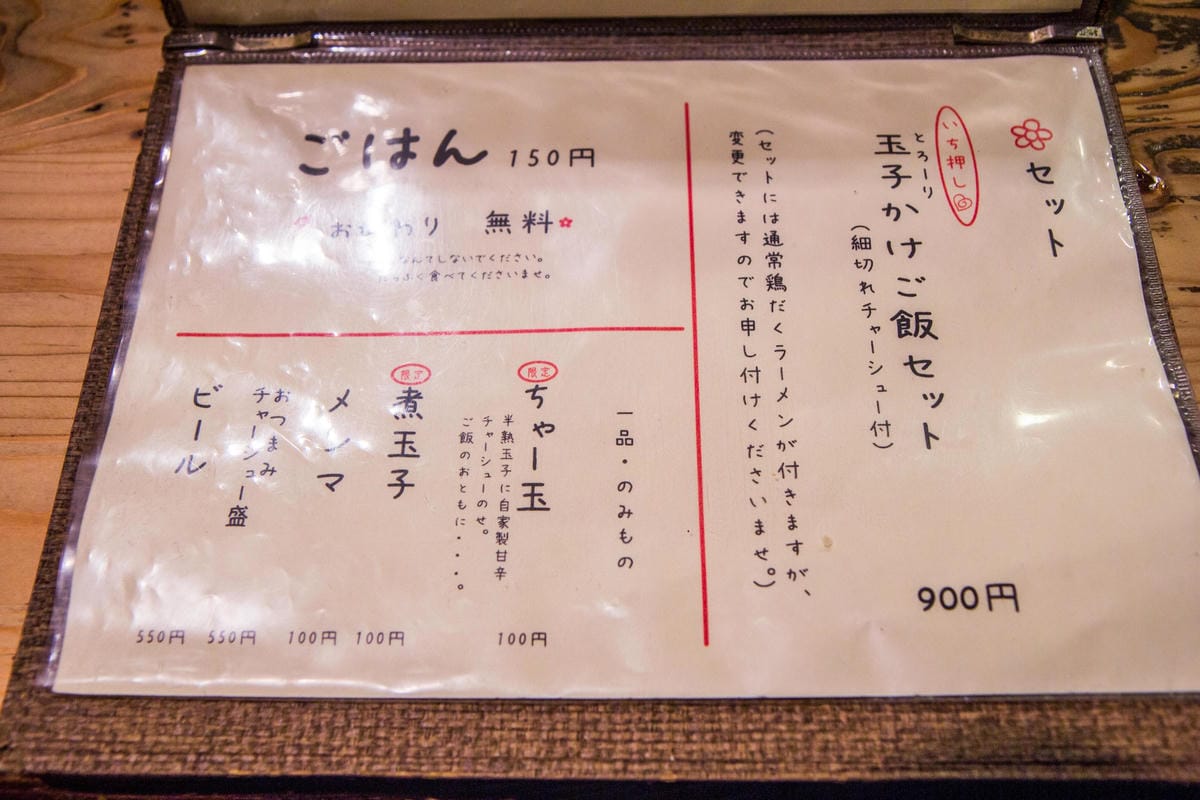 セット
いち押し
とろーり
玉子かけご飯セット
(細切れチャーシュー付)
900円
(セットには通常鶏だくラーメンが付きますが、
変更できますのでお申し付けくださいませ。)
ごはん 150円
おかわり 無料
なんてしないでください。
食べてくださいませ。
一品・のみもの
限定
ちゃー玉
半熟玉子に自家製甘辛
チャーシューのせ。
ご飯のおともに・・・・。
100円
限定
煮玉子
100円
メンマ
100円
おつまみ
チャーシュー盛
550円
ビール
550円